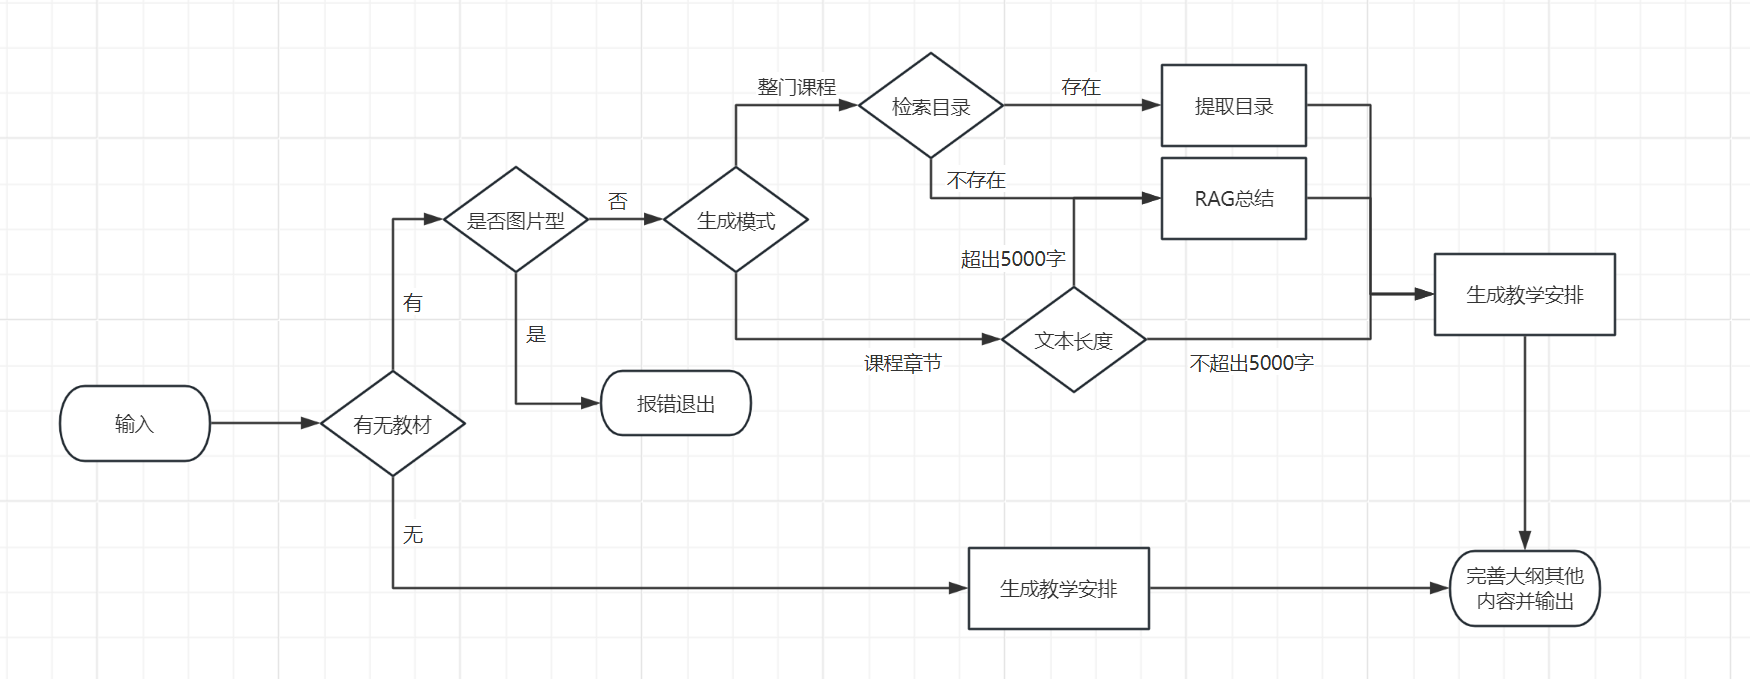 整门课程
检索目录
存在
提取目录
不存在
RAG总结
是否图片型
否
生成模式
超出5000字
有
是
文本长度
生成教学安排
课程章节
不超出5000字
输入
有无教材
报错退出
无
生成教学安排
完善大纲其他
内容并输出